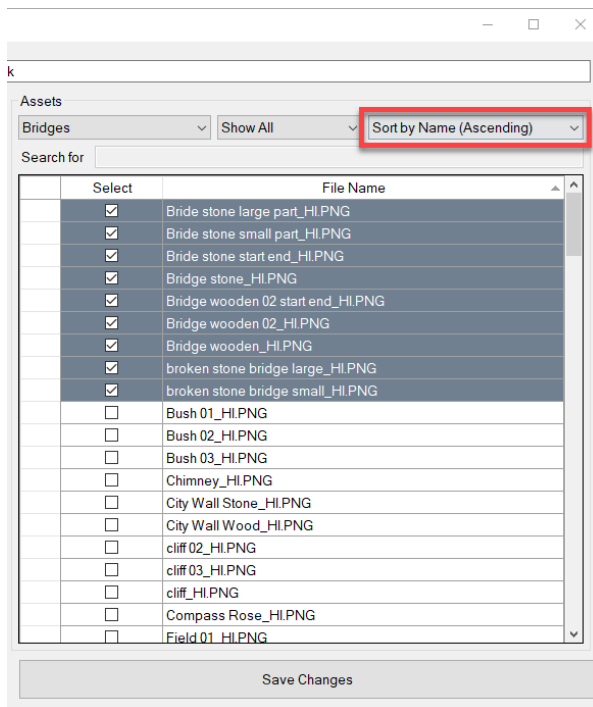 k
Assets
Bridges Show All Sort by Name (Ascending)
Search for
Select File Name
Bride stone large part_HI.PNG
Bride stone small part_HI.PNG
Bride stone start end_HI.PNG
Bridge stone_HI.PNG
Bridge wooden 02 start end_HI.PNG
Bridge wooden 02_HI.PNG
Bridge wooden_HI.PNG
broken stone bridge large_HI.PNG
broken stone bridge small_HI.PNG
Bush 01_HI.PNG
Bush 02_HI.PNG
Bush 03_HI.PNG
Chimney_HI.PNG
City Wall Stone_HI.PNG
City Wall Wood_HI.PNG
cliff 02_HI.PNG
cliff 03_HI.PNG
cliff_HI.PNG
Compass Rose_HI.PNG
Field 01_HI.PNG
Save Changes